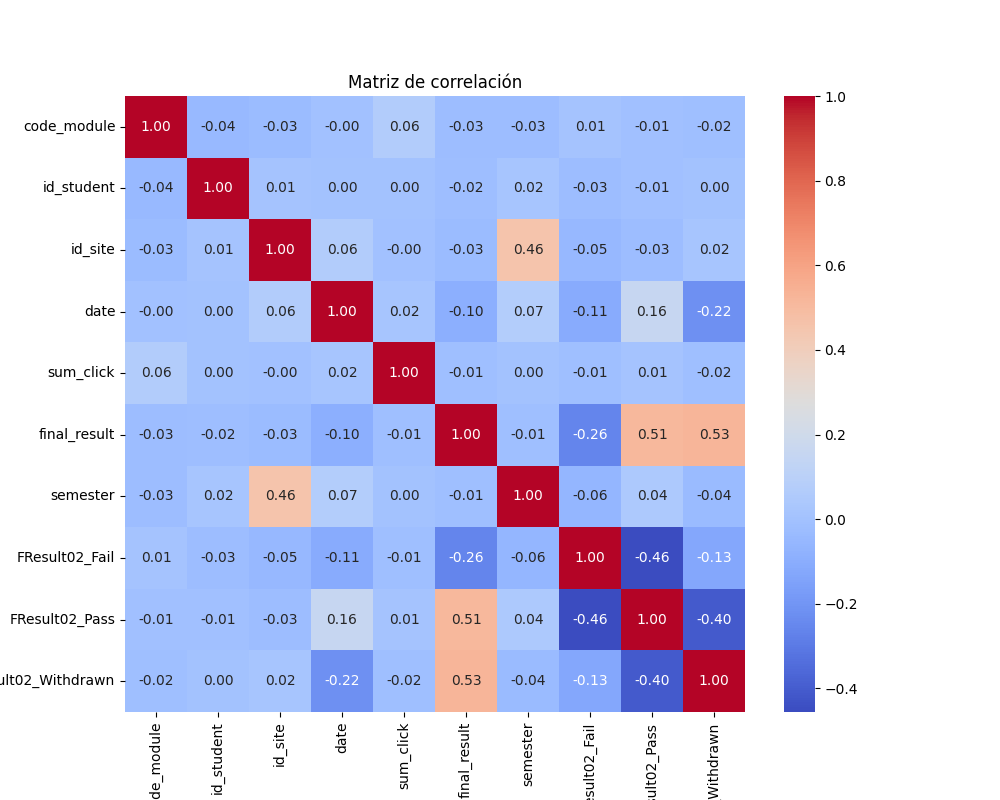 Matriz de correlación
code_module 1.00 -0.04 -0.03 -0.00 0.06 -0.03 -0.03 0.01 -0.01 -0.02
id_student -0.04 1.00 0.01 0.00 0.00 -0.02 0.02 -0.03 -0.01 0.00
id_site -0.03 0.01 1.00 0.06 -0.00 -0.03 0.46 -0.05 -0.03 0.02
date -0.00 0.00 0.06 1.00 0.02 -0.10 0.07 -0.11 0.16 -0.22
sum_click 0.06 0.00 -0.00 0.02 1.00 -0.01 0.00 -0.01 0.01 -0.02
final_result -0.03 -0.02 -0.03 -0.10 -0.01 1.00 -0.01 -0.26 0.51 0.53
semester -0.03 0.02 0.46 0.07 0.00 -0.01 1.00 -0.06 0.04 -0.04
FResult02_Fail 0.01 -0.03 -0.05 -0.11 -0.01 -0.26 -0.06 1.00 -0.46 -0.13
FResult02_Pass -0.01 -0.01 -0.03 0.16 0.01 0.51 0.04 -0.46 1.00 -0.40
ult02_Withdrawn -0.02 0.00 0.02 -0.22 -0.02 0.53 -0.04 -0.13 -0.40 1.00
de_module
id_student
id_site
date
sum_click
final_result
semester
esult02_Fail
ult02_Pass
Withdrawn
1.0
0.8
0.6
0.4
0.2
0.0
−0.2
−0.4